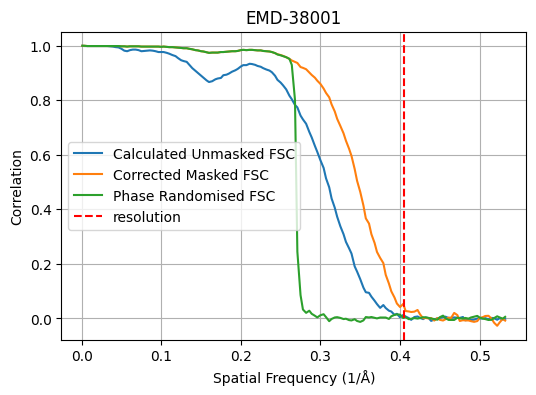 EMD-38001
1.0
0.8
0.6
0.4
0.2
0.0
Correlation
Calculated Unmasked FSC
Corrected Masked FSC
Phase Randomised FSC
resolution
0.0 0.1 0.2 0.3 0.4 0.5
Spatial Frequency (1/Å)